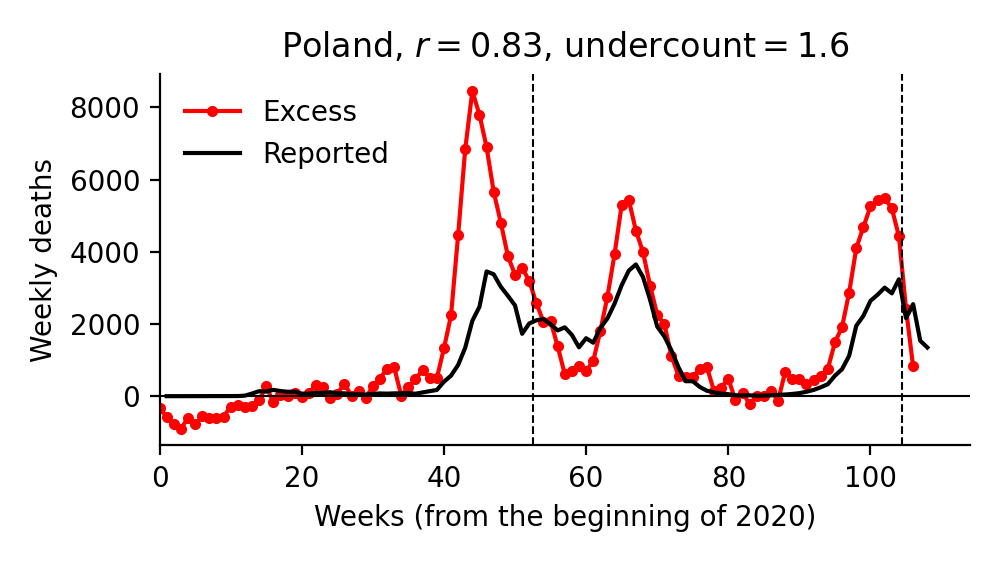 Poland, r = 0.83, undercount = 1.6
Excess
Reported
Weekly deaths
8000
6000
4000
2000
0
0 20 40 60 80 100
Weeks (from the beginning of 2020)